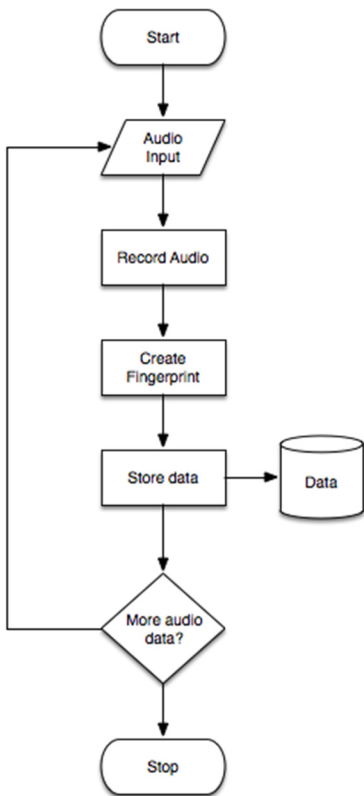 Start
Audio
Input
Record Audio
Create
Fingerprint
Store data
Data
More audio
data?
Stop